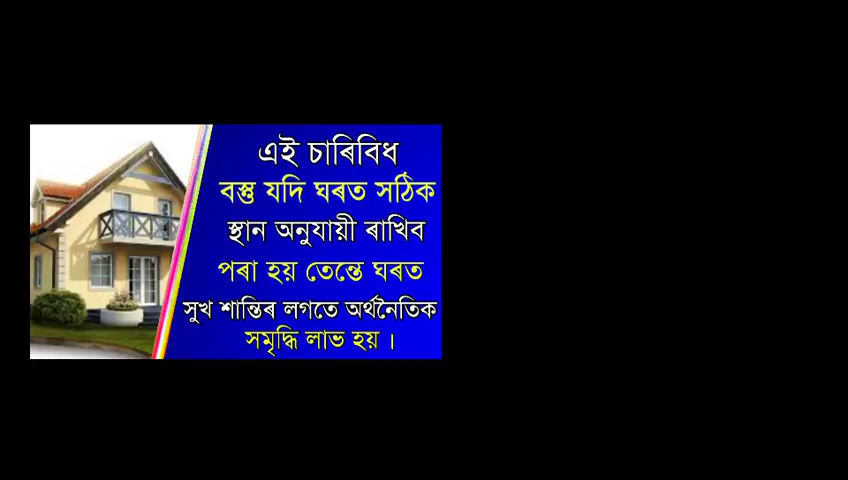 এই চাৰিবিধ
বস্তু যদি ঘৰত সঠিক
স্থান অনুযায়ী ৰাখিব
পৰা হয় তেন্তে ঘৰত
সুখ শান্তিৰ লগতে অৰ্থনৈতিক
সমৃদ্ধি লাভ হয় ।